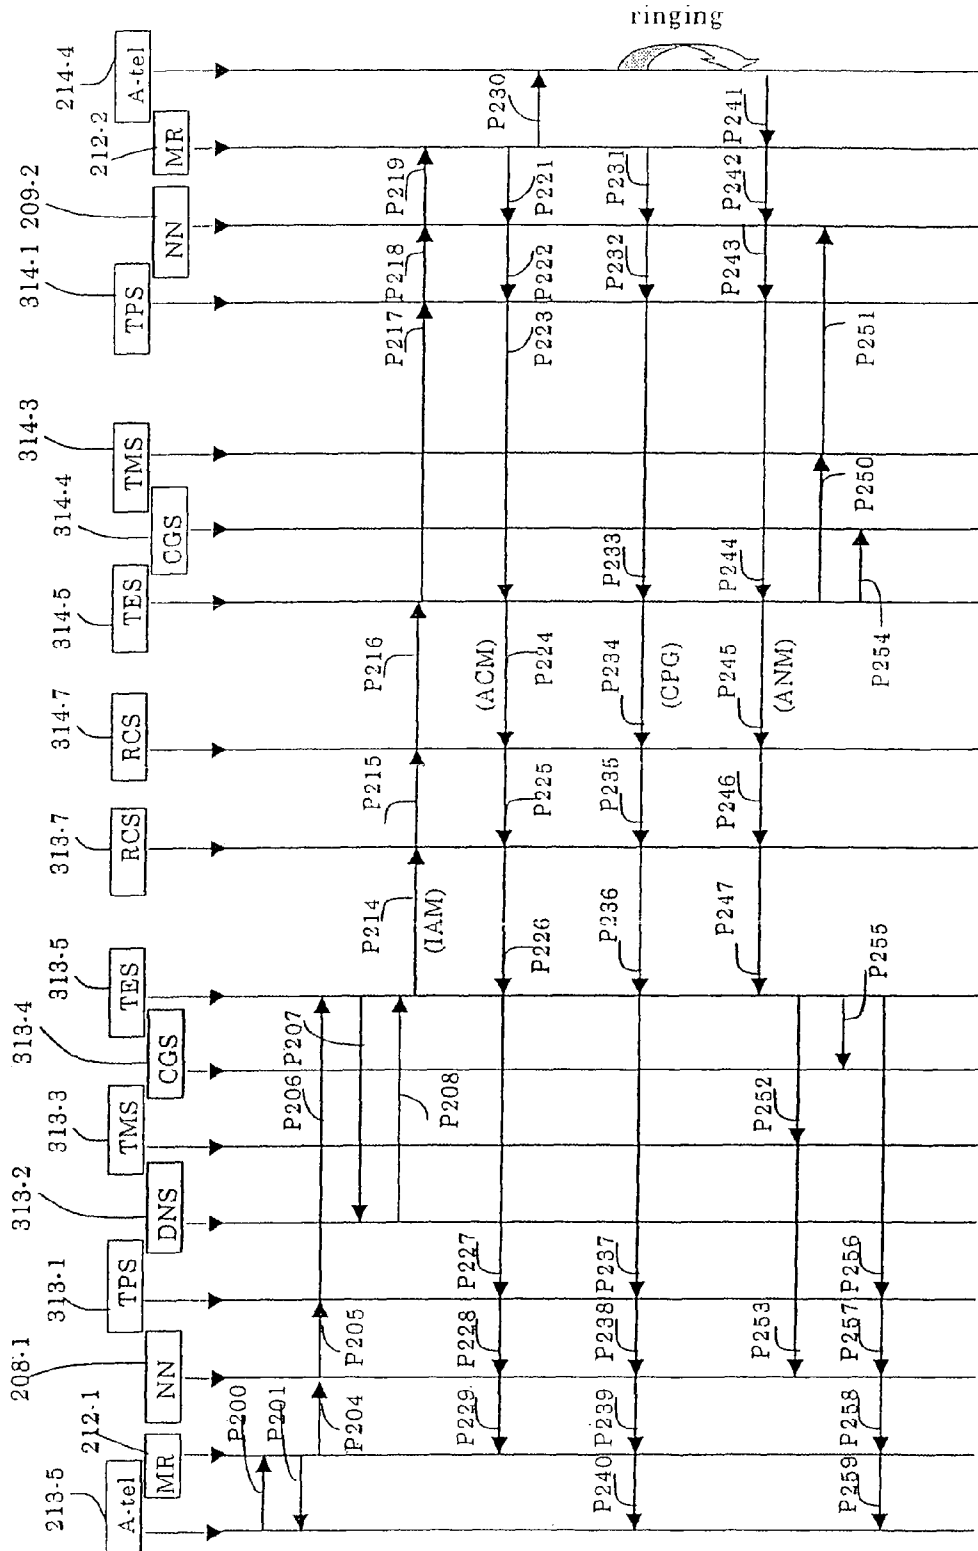 213-5
212-1
208-1
313-1
313-2
313-3
313-4
313-5
313-7
314-7
314-5
314-4
314-3
314-1
209-2
212-2
214-4
A-tel
MR
NN
TPS
DNS
TMS
CGS
TES
RCS
RCS
TES
CGS
TMS
TPS
NN
MR
A-tel
P200
P201
P204
P205
P206
P207
P208
P214
(IAM)
P215
P216
P217
P218
P219
P230
P221
P222
P223
P224
(ACM)
P225
P226
P227
P228
P229
ringing
P231
P232
P233
P234
(CPG)
P235
P236
P237
P238
P239
P240
P241
P242
P243
P244
P245
(ANM)
P246
P247
P250
P251
P252
P253
P254
P255
P256
P257
P258
P259